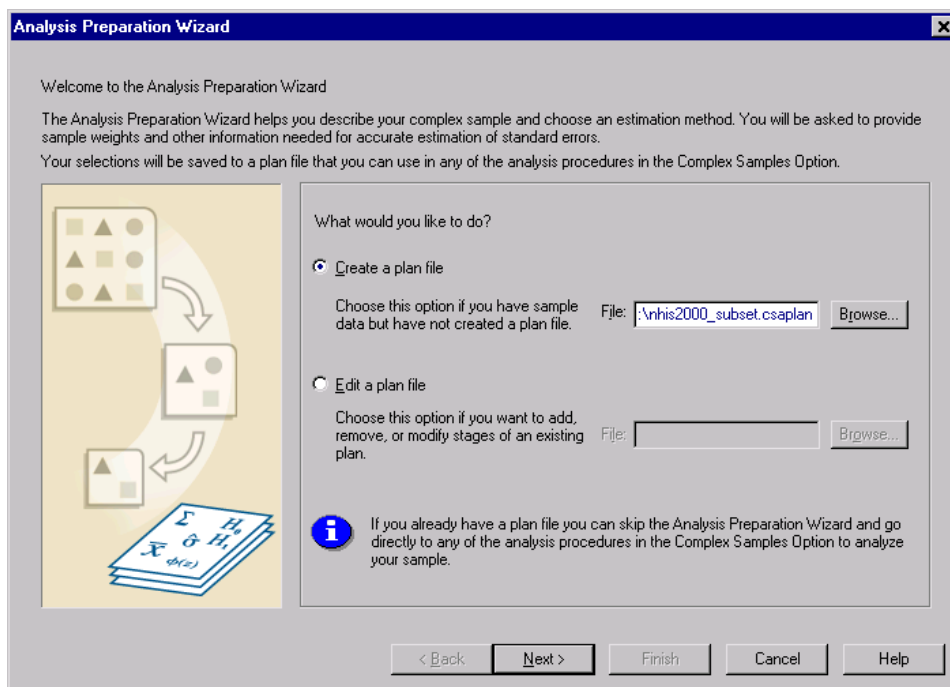 Analysis Preparation Wizard
Welcome to the Analysis Preparation Wizard
The Analysis Preparation Wizard helps you describe your complex sample and choose an estimation method. You will be asked to provide
sample weights and other information needed for accurate estimation of standard errors.
Your selections will be saved to a plan file that you can use in any of the analysis procedures in the Complex Samples Option.
What would you like to do?
Create a plan file
Choose this option if you have sample
data but have not created a plan file.
File: :\nhis2000_subset.csaplan Browse...
Edit a plan file
Choose this option if you want to add,
remove, or modify stages of an existing
plan.
File: Browse...
If you already have a plan file you can skip the Analysis Preparation Wizard and go
directly to any of the analysis procedures in the Complex Samples Option to analyze
your sample.
Σ H₀
x̄ σ̂ H₁
φ(z)
< Back Next > Finish Cancel Help